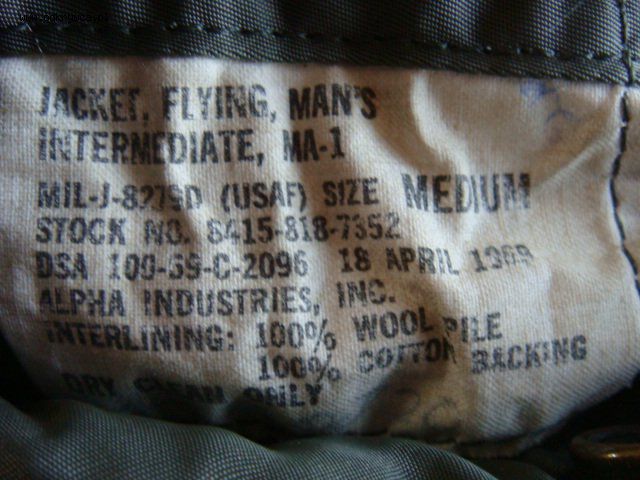 JACKET, FLYING, MAN'S
INTERMEDIATE, MA-1
MIL-J-8279D (USAF) SIZE MEDIUM
STOCK NO. 8415-818-7352
DSA 100-69-C-2096 18 APRIL 1969
ALPHA INDUSTRIES, INC.
INTERLINING: 100% WOOL PILE
100% COTTON BACKING
DRY CLEAN ONLY